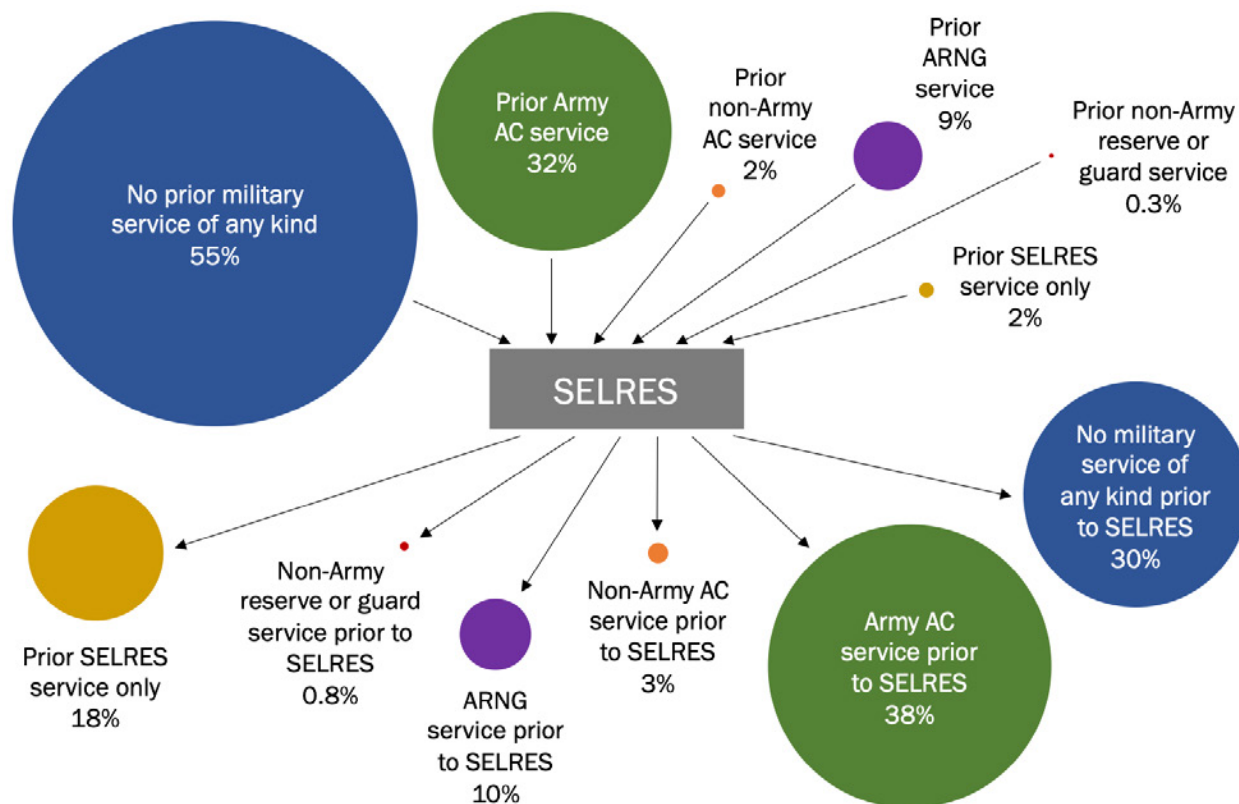 No prior military
service of any kind
55%
Prior Army
AC service
32%
Prior
non-Army
AC service
2%
Prior
ARNG
service
9%
Prior non-Army
reserve or
guard service
0.3%
Prior SELRES
service only
2%
SELRES
Prior SELRES
service only
18%
Non-Army
reserve or guard
service prior to
SELRES
0.8%
ARNG
service prior
to SELRES
10%
Non-Army AC
service prior
to SELRES
3%
Army AC
service prior
to SELRES
38%
No military
service of
any kind prior
to SELRES
30%